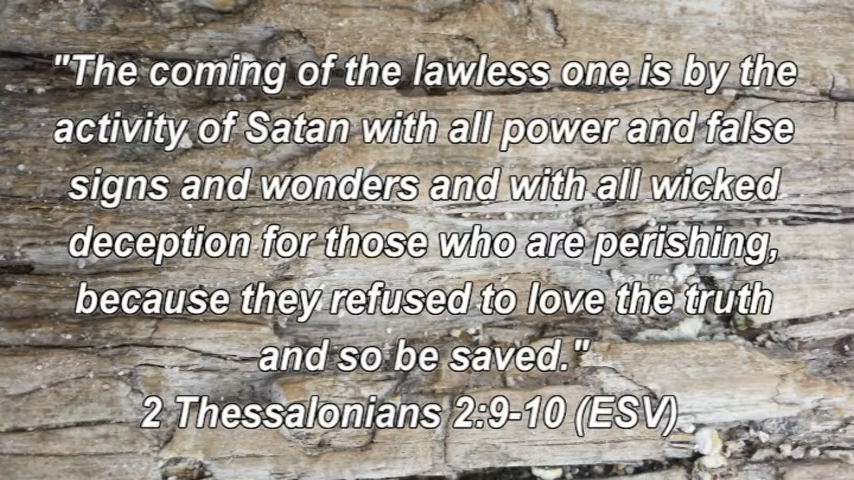 "The coming of the lawless one is by the
activity of Satan with all power and false
signs and wonders and with all wicked
deception for those who are perishing,
because they refused to love the truth
and so be saved."
2 Thessalonians 2:9-10 (ESV)